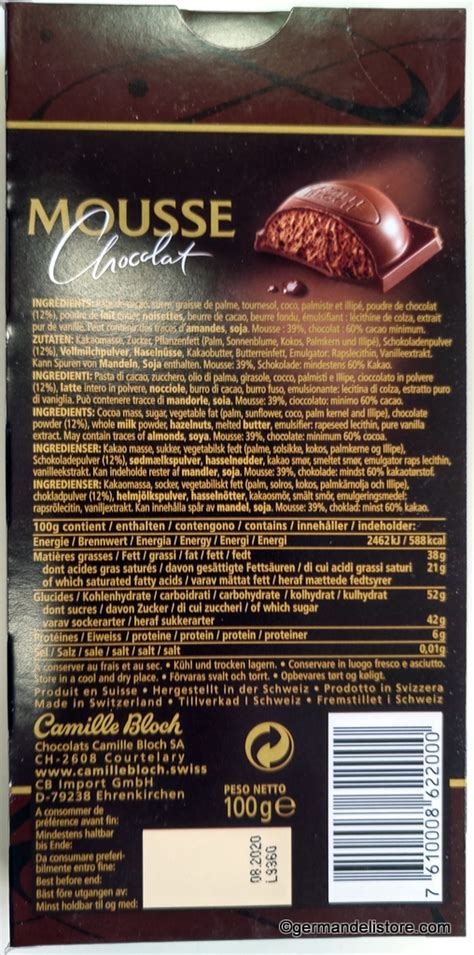 MOUSSE
Chocolat
INGRÉDIENTS: cacao, sucre, graisse de palme, tournesol, coco, palmiste et illipé, poudre de chocolat
(12%), poudre de lait entier, noisettes, beurre de cacao, beurre fondu, émulsifiant : lécithine de colza, extrait
pur de vanille. Peut contenir des traces d'amandes, soja. Mousse : 39%, chocolat : 60% cacao minimum.
ZUTATEN: Kakaomasse, Zucker, Pflanzenfett (Palm, Sonnenblume, Kokos, Palmkern und Illipé), Schokoladenpulver
(12%), Vollmilchpulver, Haselnüsse, Kakaobutter, Butterreinfett, Emulgator: Rapslecithin, Vanilleextrakt.
Kann Spuren von Mandeln, Soja enthalten. Mousse: 39%, Schokolade: mindestens 60% Kakao.
INGREDIENTI: Pasta di cacao, zucchero, olio di palma, girasole, cocco, palmisti e illipe, cioccolato in polvere
(12%), latte intero in polvere, nocciole, burro di cacao, burro fuso, emulsionante: lecitina di colza, estratto puro
di vaniglia. Può contenere tracce di mandorle, soia. Mousse: 39%, cioccolato: minimo 60% cacao.
INGREDIENTS: Cocoa mass, sugar, vegetable fat (palm, sunflower, coco, palm kernel and Illipe), chocolate
powder (12%), whole milk powder, hazelnuts, melted butter, emulsifier: rapeseed lecithin, pure vanilla
extract. May contain traces of almonds, soya. Mousse: 39%, chocolate: minimum 60% cocoa.
INGREDIENSER: Kakao masse, sukker, vegetabilsk fedt (palme, solsikke, kokos, palmekerne og Illipe),
Schokoladepulver (12%), sødmælkspulver, hasselnødder, kakao smør, smeltet smør, emulgator raps lecithin,
vanilleekstrakt. Kan indeholde rester af mandler, soja. Mousse: 39%, chokolade: mindst 60% kakaotørstof.
INGREDIENSER: Kakaomassa, socker, vegetabiliskt fett (palm, solros, kokos, palmkärnolja och Illipe),
chokladpulver (12%), helmjölkspulver, hasselnötter, kakaosmör, smält smör, emulgeringsmedel:
rapsrölecitin, vaniljextrakt. Kan innehålla spår av mandel, soja. Mousse: 39%, choklad: minst 60% kakao.
100g contient / enthalten / contengono / contains / innehåller / indeholder:
Energie / Brennwert / Energia / Energy / Energi / Energi 2462 kJ / 588 kcal
Matières grasses / Fett / grassi / fat / fett / fedt 38 g
dont acides gras saturés / davon gesättigte Fettsäuren / di cui acidi grassi saturi 21 g
of which saturated fatty acids / varav mättat fett / heraf mættede fedtsyrer
Glucides / Kohlenhydrate / carboidrati / carbohydrate / kolhydrat / kulhydrat 52 g
dont sucres / davon Zucker / di cui zuccheri / of which sugar
varav sockerarter / heraf sukkerarter 42 g
Protéines / Eiweiss / proteine / protein / protein / proteiner 6 g
Sel / Salz / sale / salt / salt / salt 0,01g
A conserver au frais et au sec. • Kühl und trocken lagern. • Conservare in luogo fresco e asciutto.
Store in a cool and dry place. • Förvaras svalt och torrt. • Opbevares tørt og køligt.
Produit en Suisse • Hergestellt in der Schweiz • Prodotto in Svizzera
Made in Switzerland • Tillverkad i Schweiz • Fremstillet i Schweiz
Camille Bloch
Chocolats Camille Bloch SA
CH-2608 Courtelary
www.camillebloch.swiss
CB Import GmbH
D-79238 Ehrenkirchen
PESO NETTO
100g e
A consommer de
préférence avant fin:
Mindestens haltbar
bis Ende:
Da consumare preferi-
bilmente entro fine:
Best before end:
Bäst före utgången av:
Minst holdbar til og med:
08.2020
L9360
7 610008 622000
©germandelistore.com